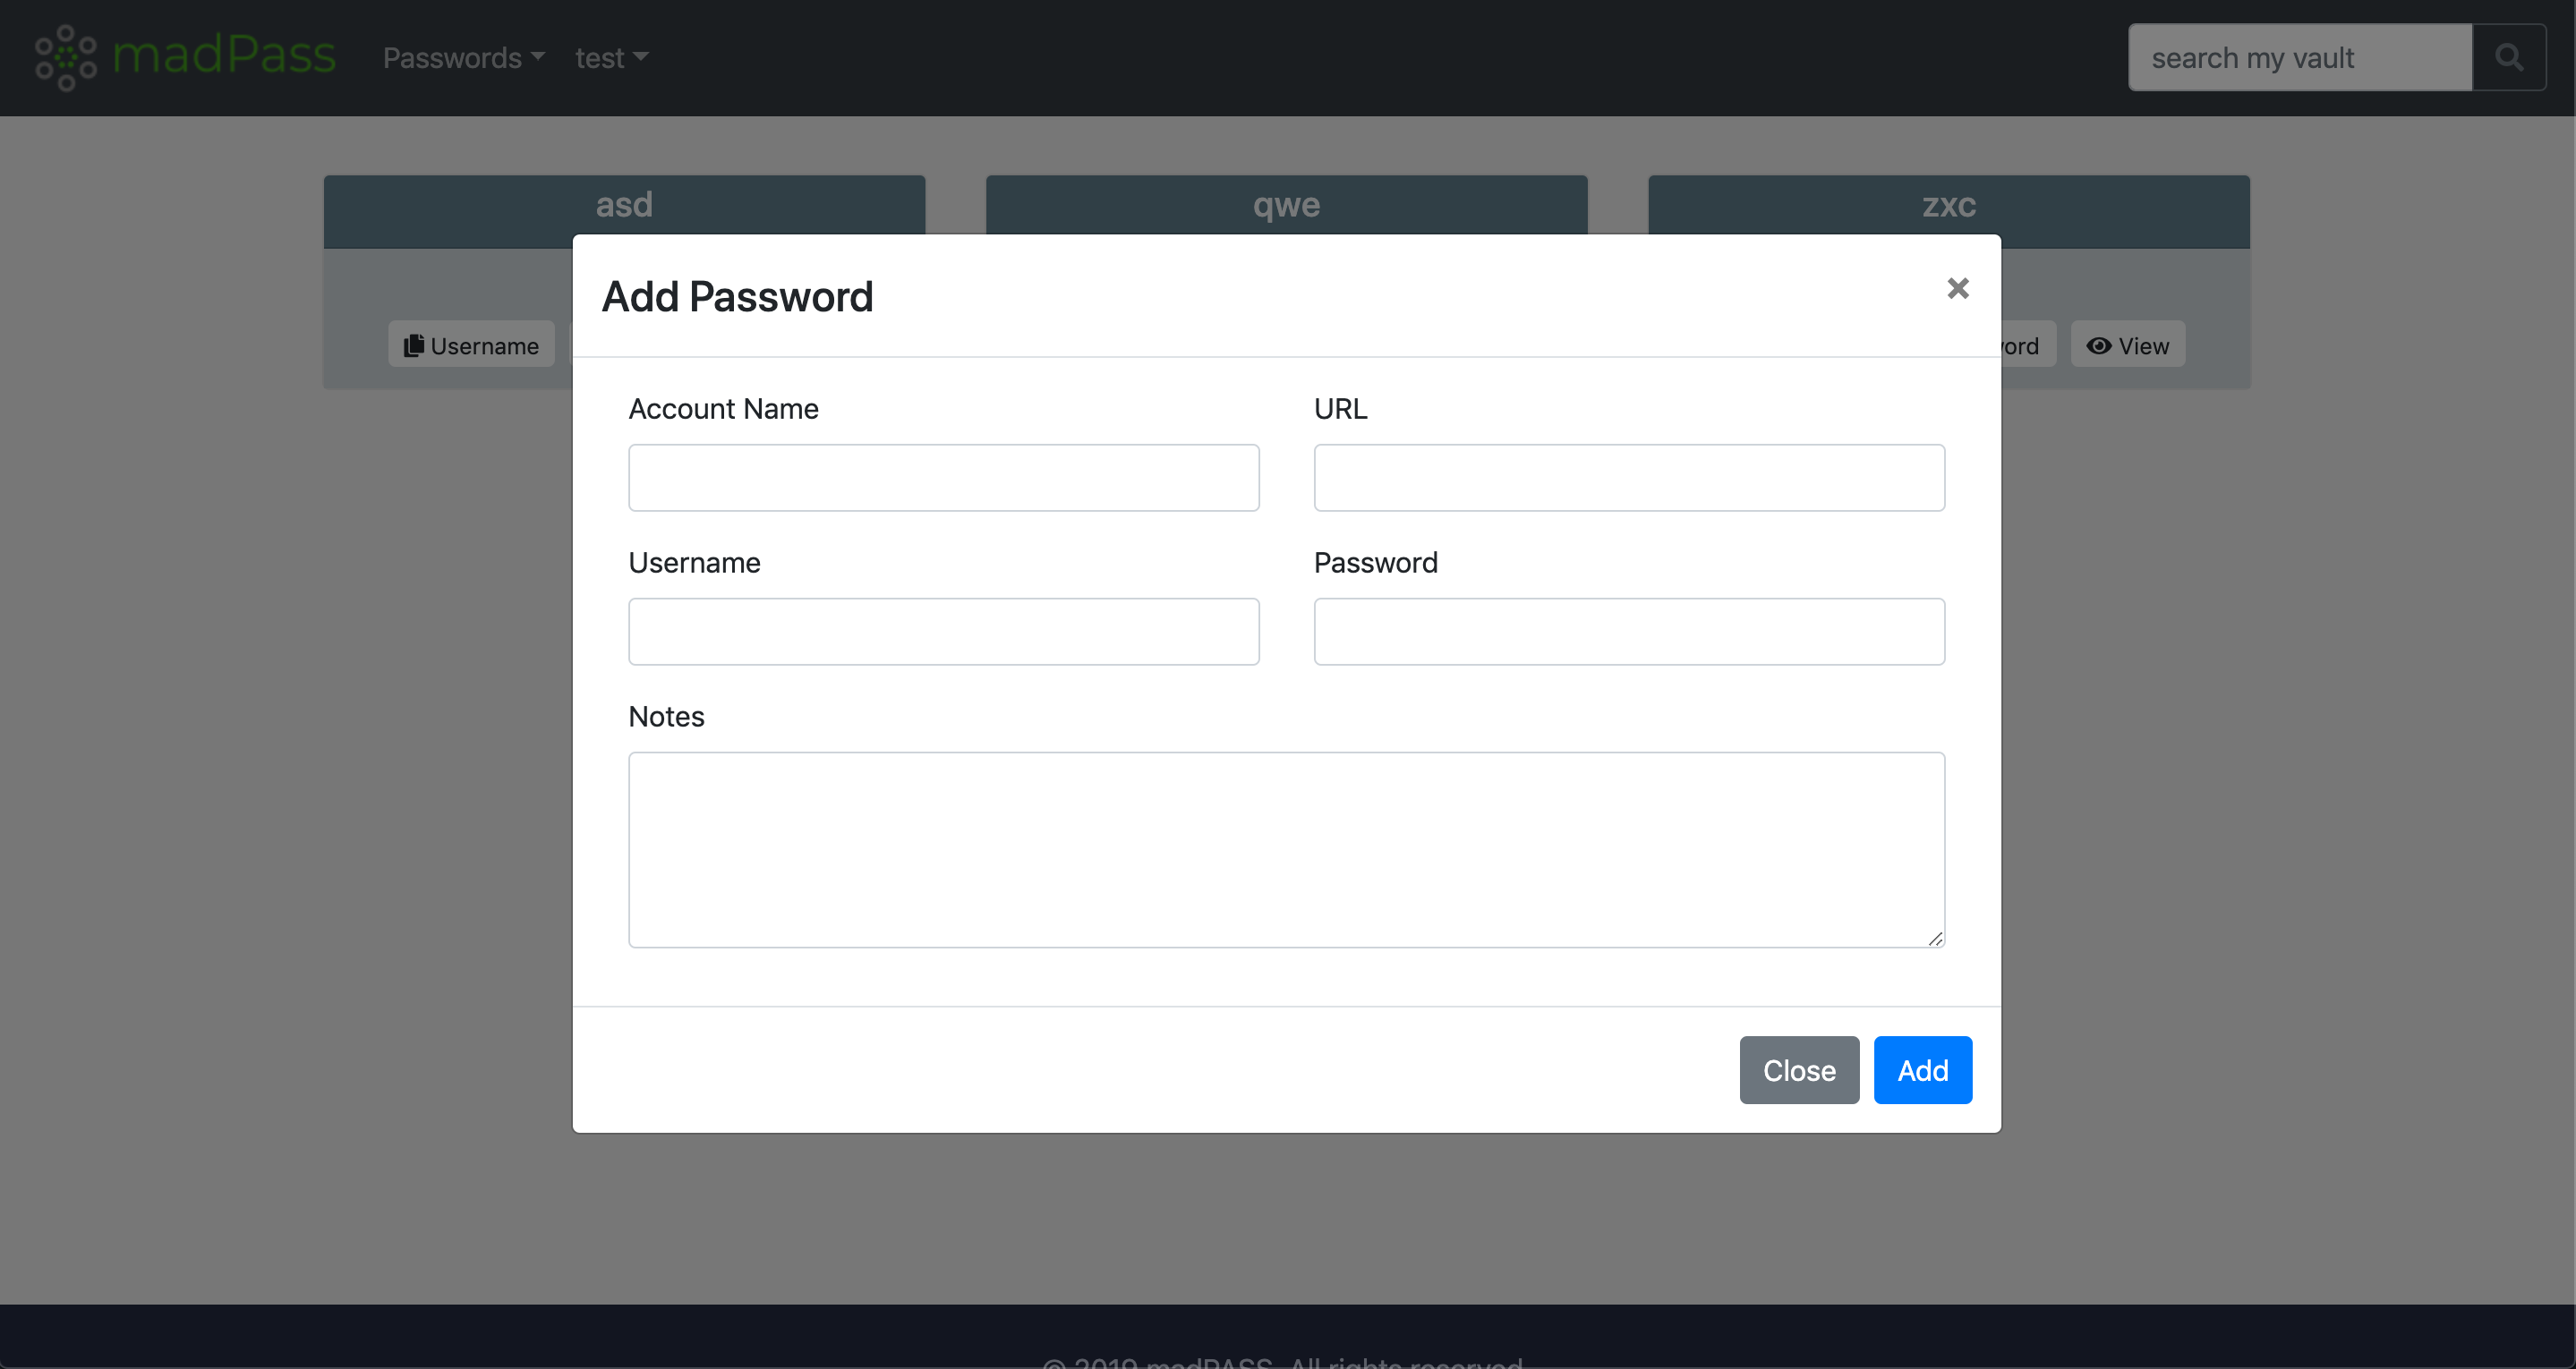 madPass Passwords test search my vault
asd qwe zxc
Add Password ×
Username View
Account Name URL
Username Password
Notes
Close Add
© 2019 madPASS. All rights reserved